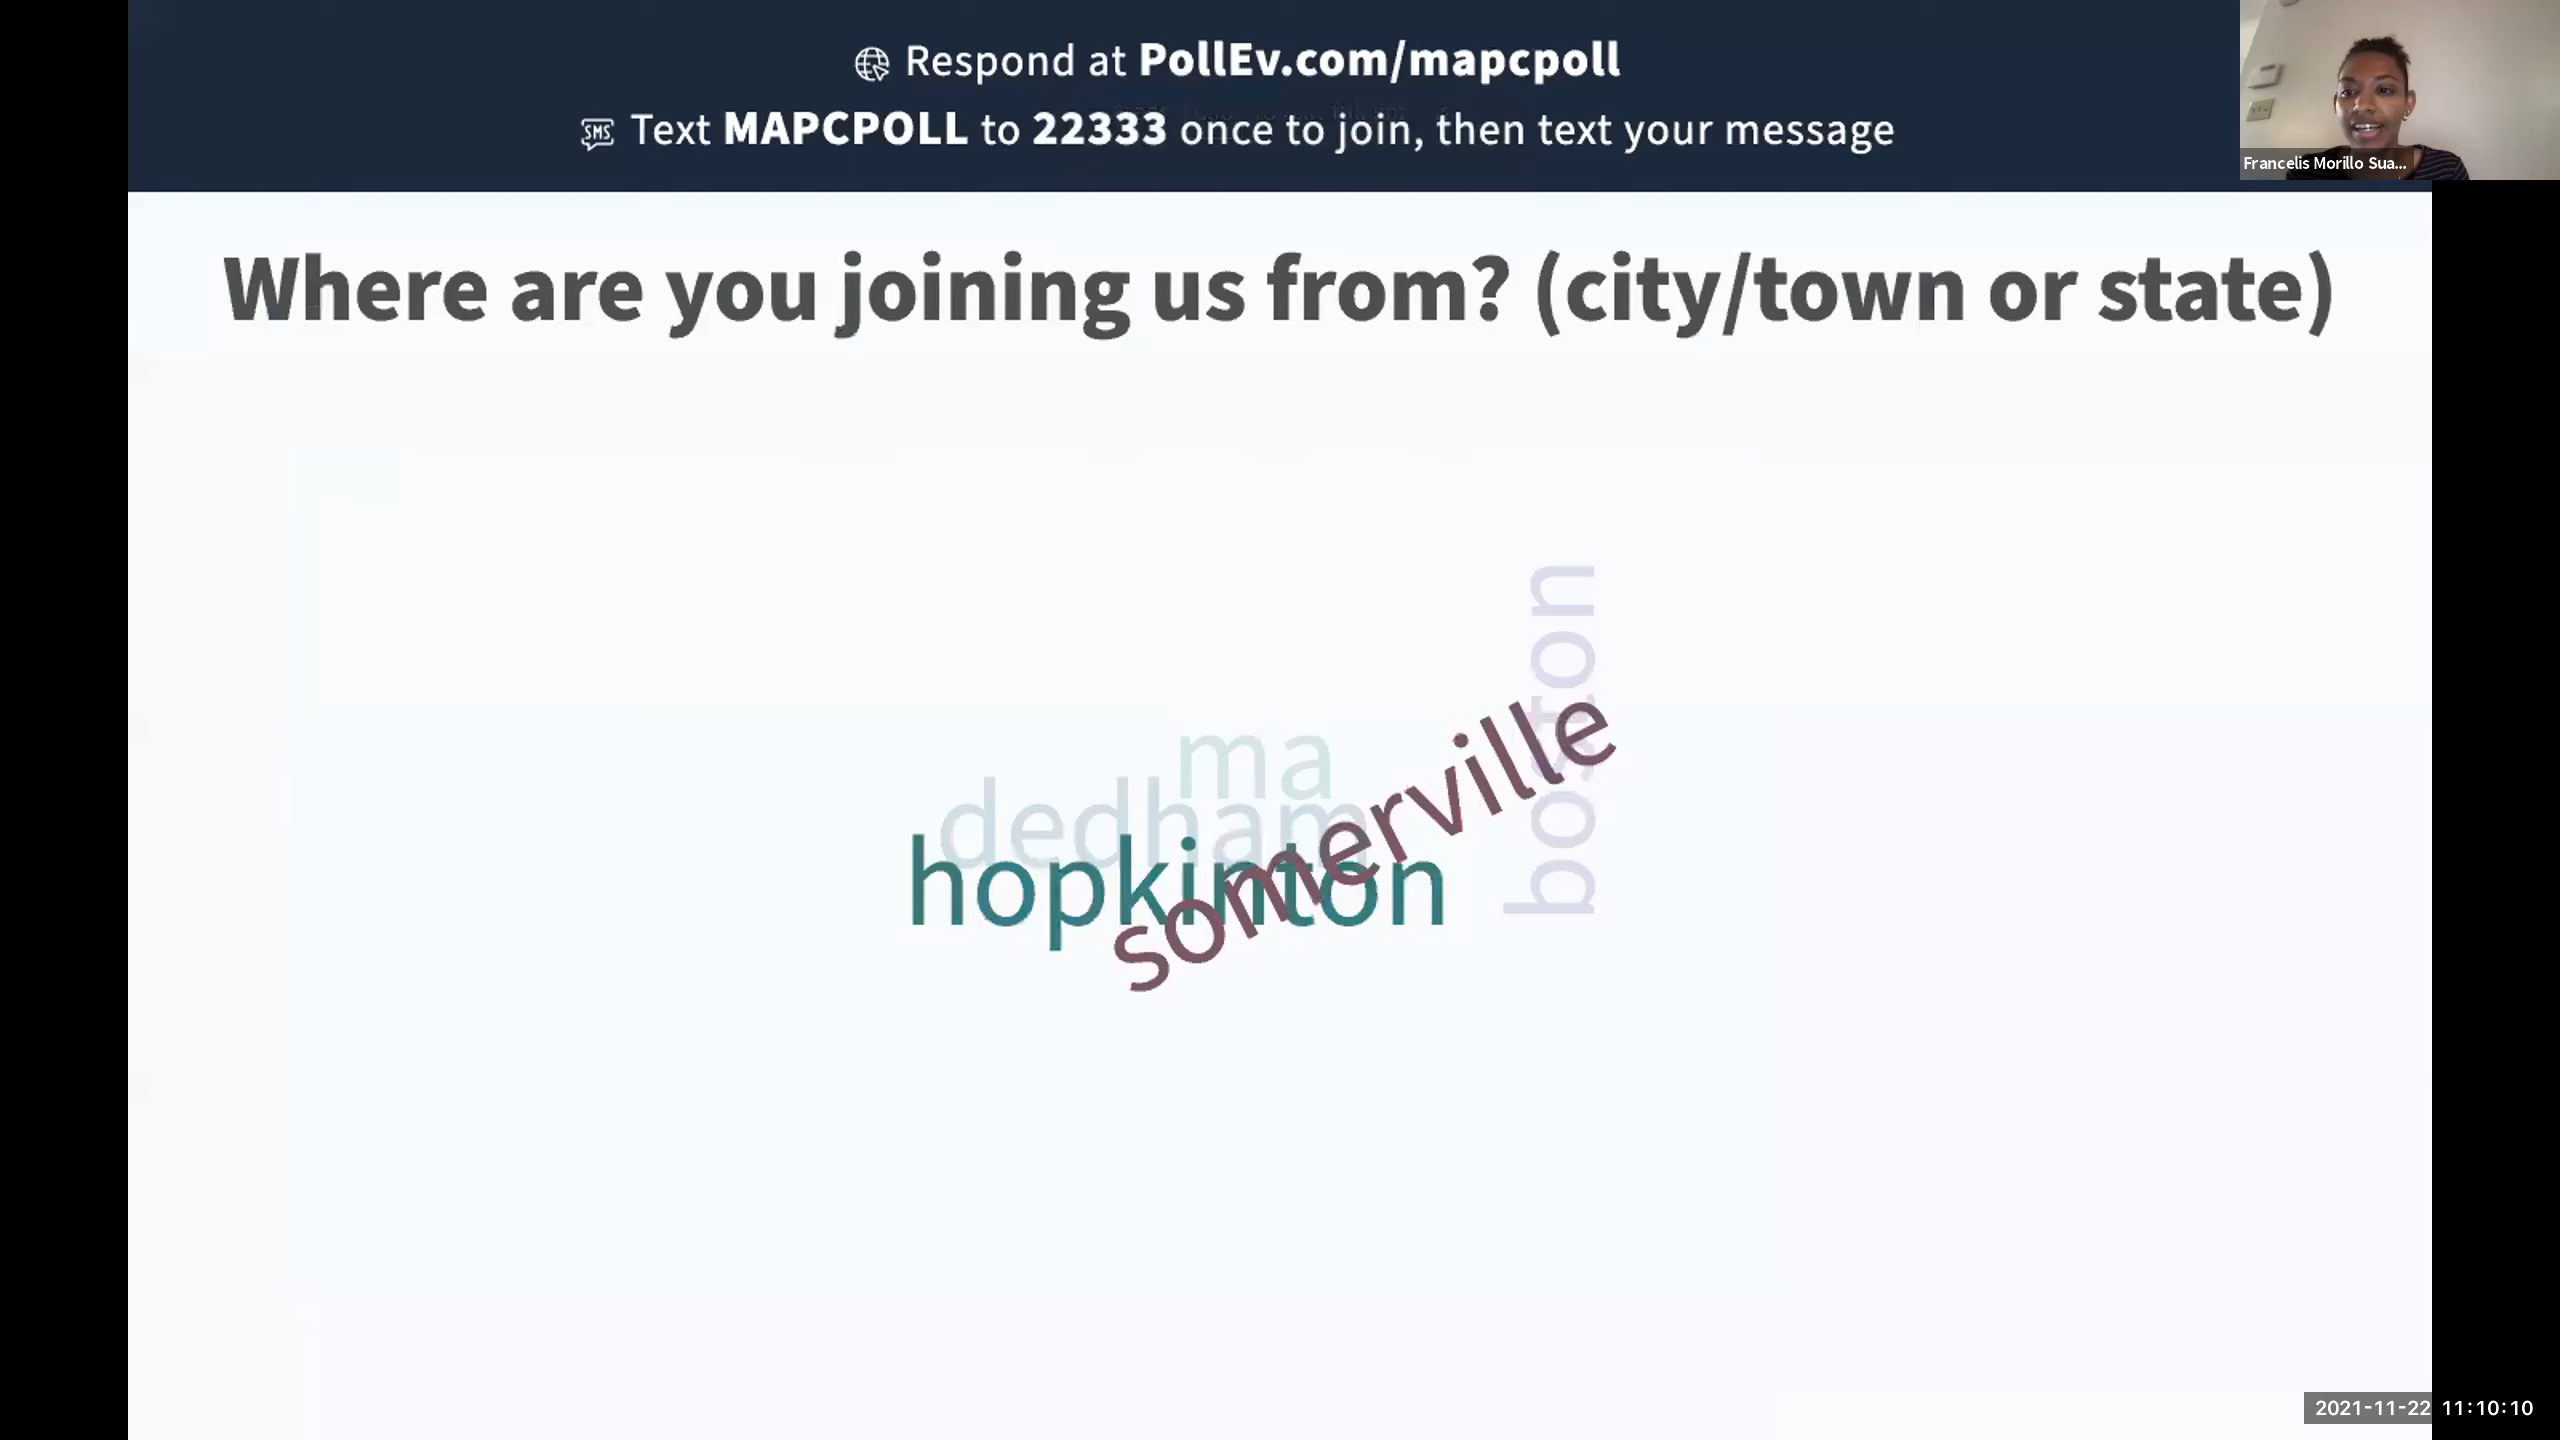 Respond at PollEv.com/mapcpoll
SMS Text MAPCPOLL to 22333 once to join, then text your message
Francelis Morillo Sua...
Where are you joining us from? (city/town or state)
boston
ma
somerville
dedham
hopkinton
2021-11-22 11:10:10